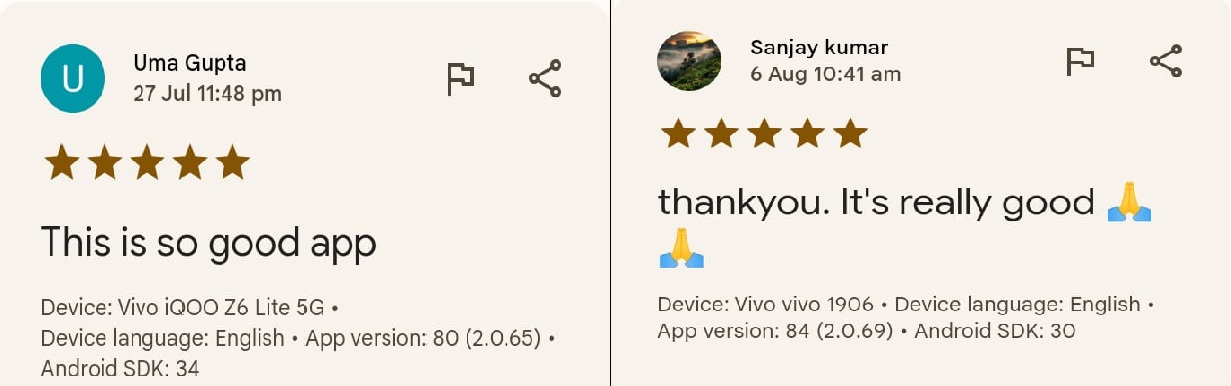 U
Uma Gupta
27 Jul 11:48 pm
This is so good app
Device: Vivo iQOO Z6 Lite 5G •
Device language: English • App version: 80 (2.0.65) •
Android SDK: 34
Sanjay kumar
6 Aug 10:41 am
thankyou. It's really good 🙏
🙏
Device: Vivo vivo 1906 • Device language: English •
App version: 84 (2.0.69) • Android SDK: 30